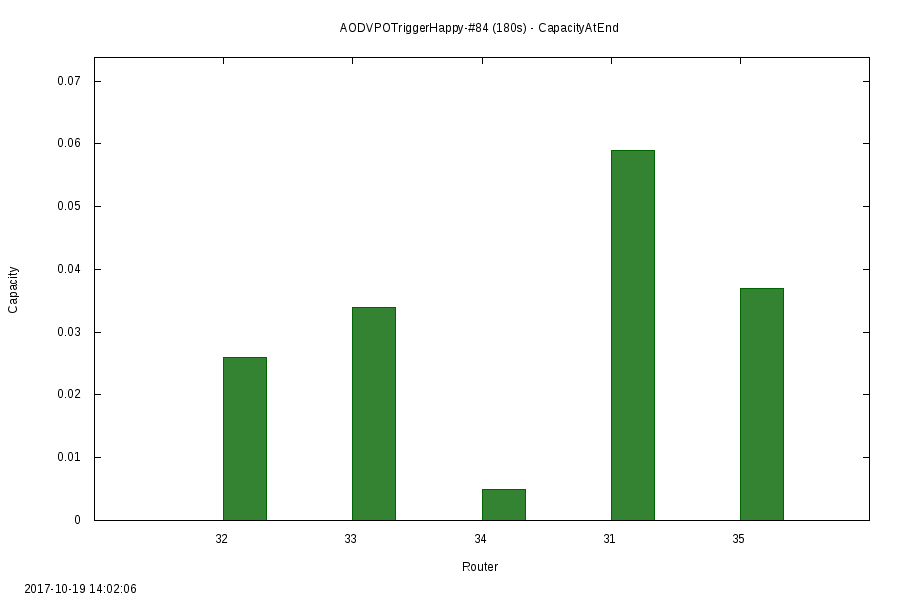 AODVPOTriggerHappy-#84 (180s) - CapacityAtEnd
0.07
0.06
0.05
0.04
0.03
0.02
0.01
0
Capacity
32 33 34 31 35
Router
2017-10-19 14:02:06